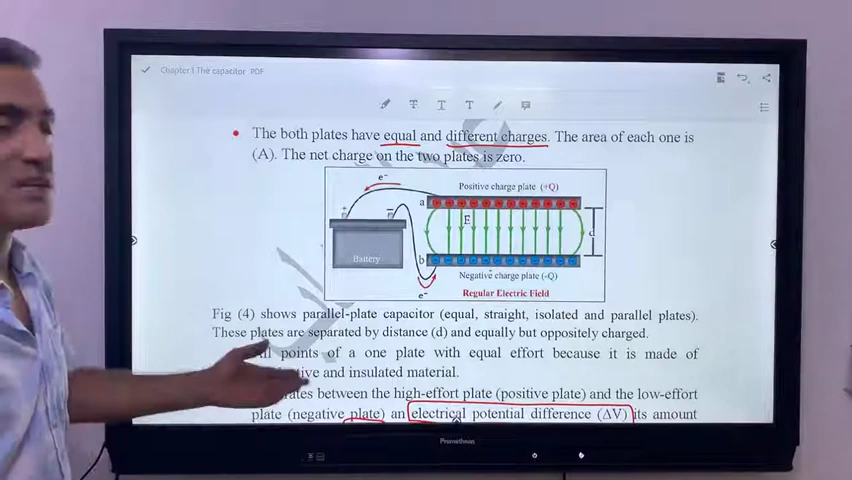 Chapter1 The capacitor PDF
The both plates have equal and different charges. The area of each one is
(A). The net charge on the two plates is zero.
e⁻
Positive charge plate (+Q)
a
+
E
d
Battery
b
Negative charge plate (-Q)
e⁻
Regular Electric Field
Fig (4) shows parallel-plate capacitor (equal, straight, isolated and parallel plates).
These plates are separated by distance (d) and equally but oppositely charged.
points of a one plate with equal effort because it is made of
and insulated material.
between the high-effort plate (positive plate) and the low-effort
plate (negative plate) an electrical potential difference (ΔV) its amount
Promethean